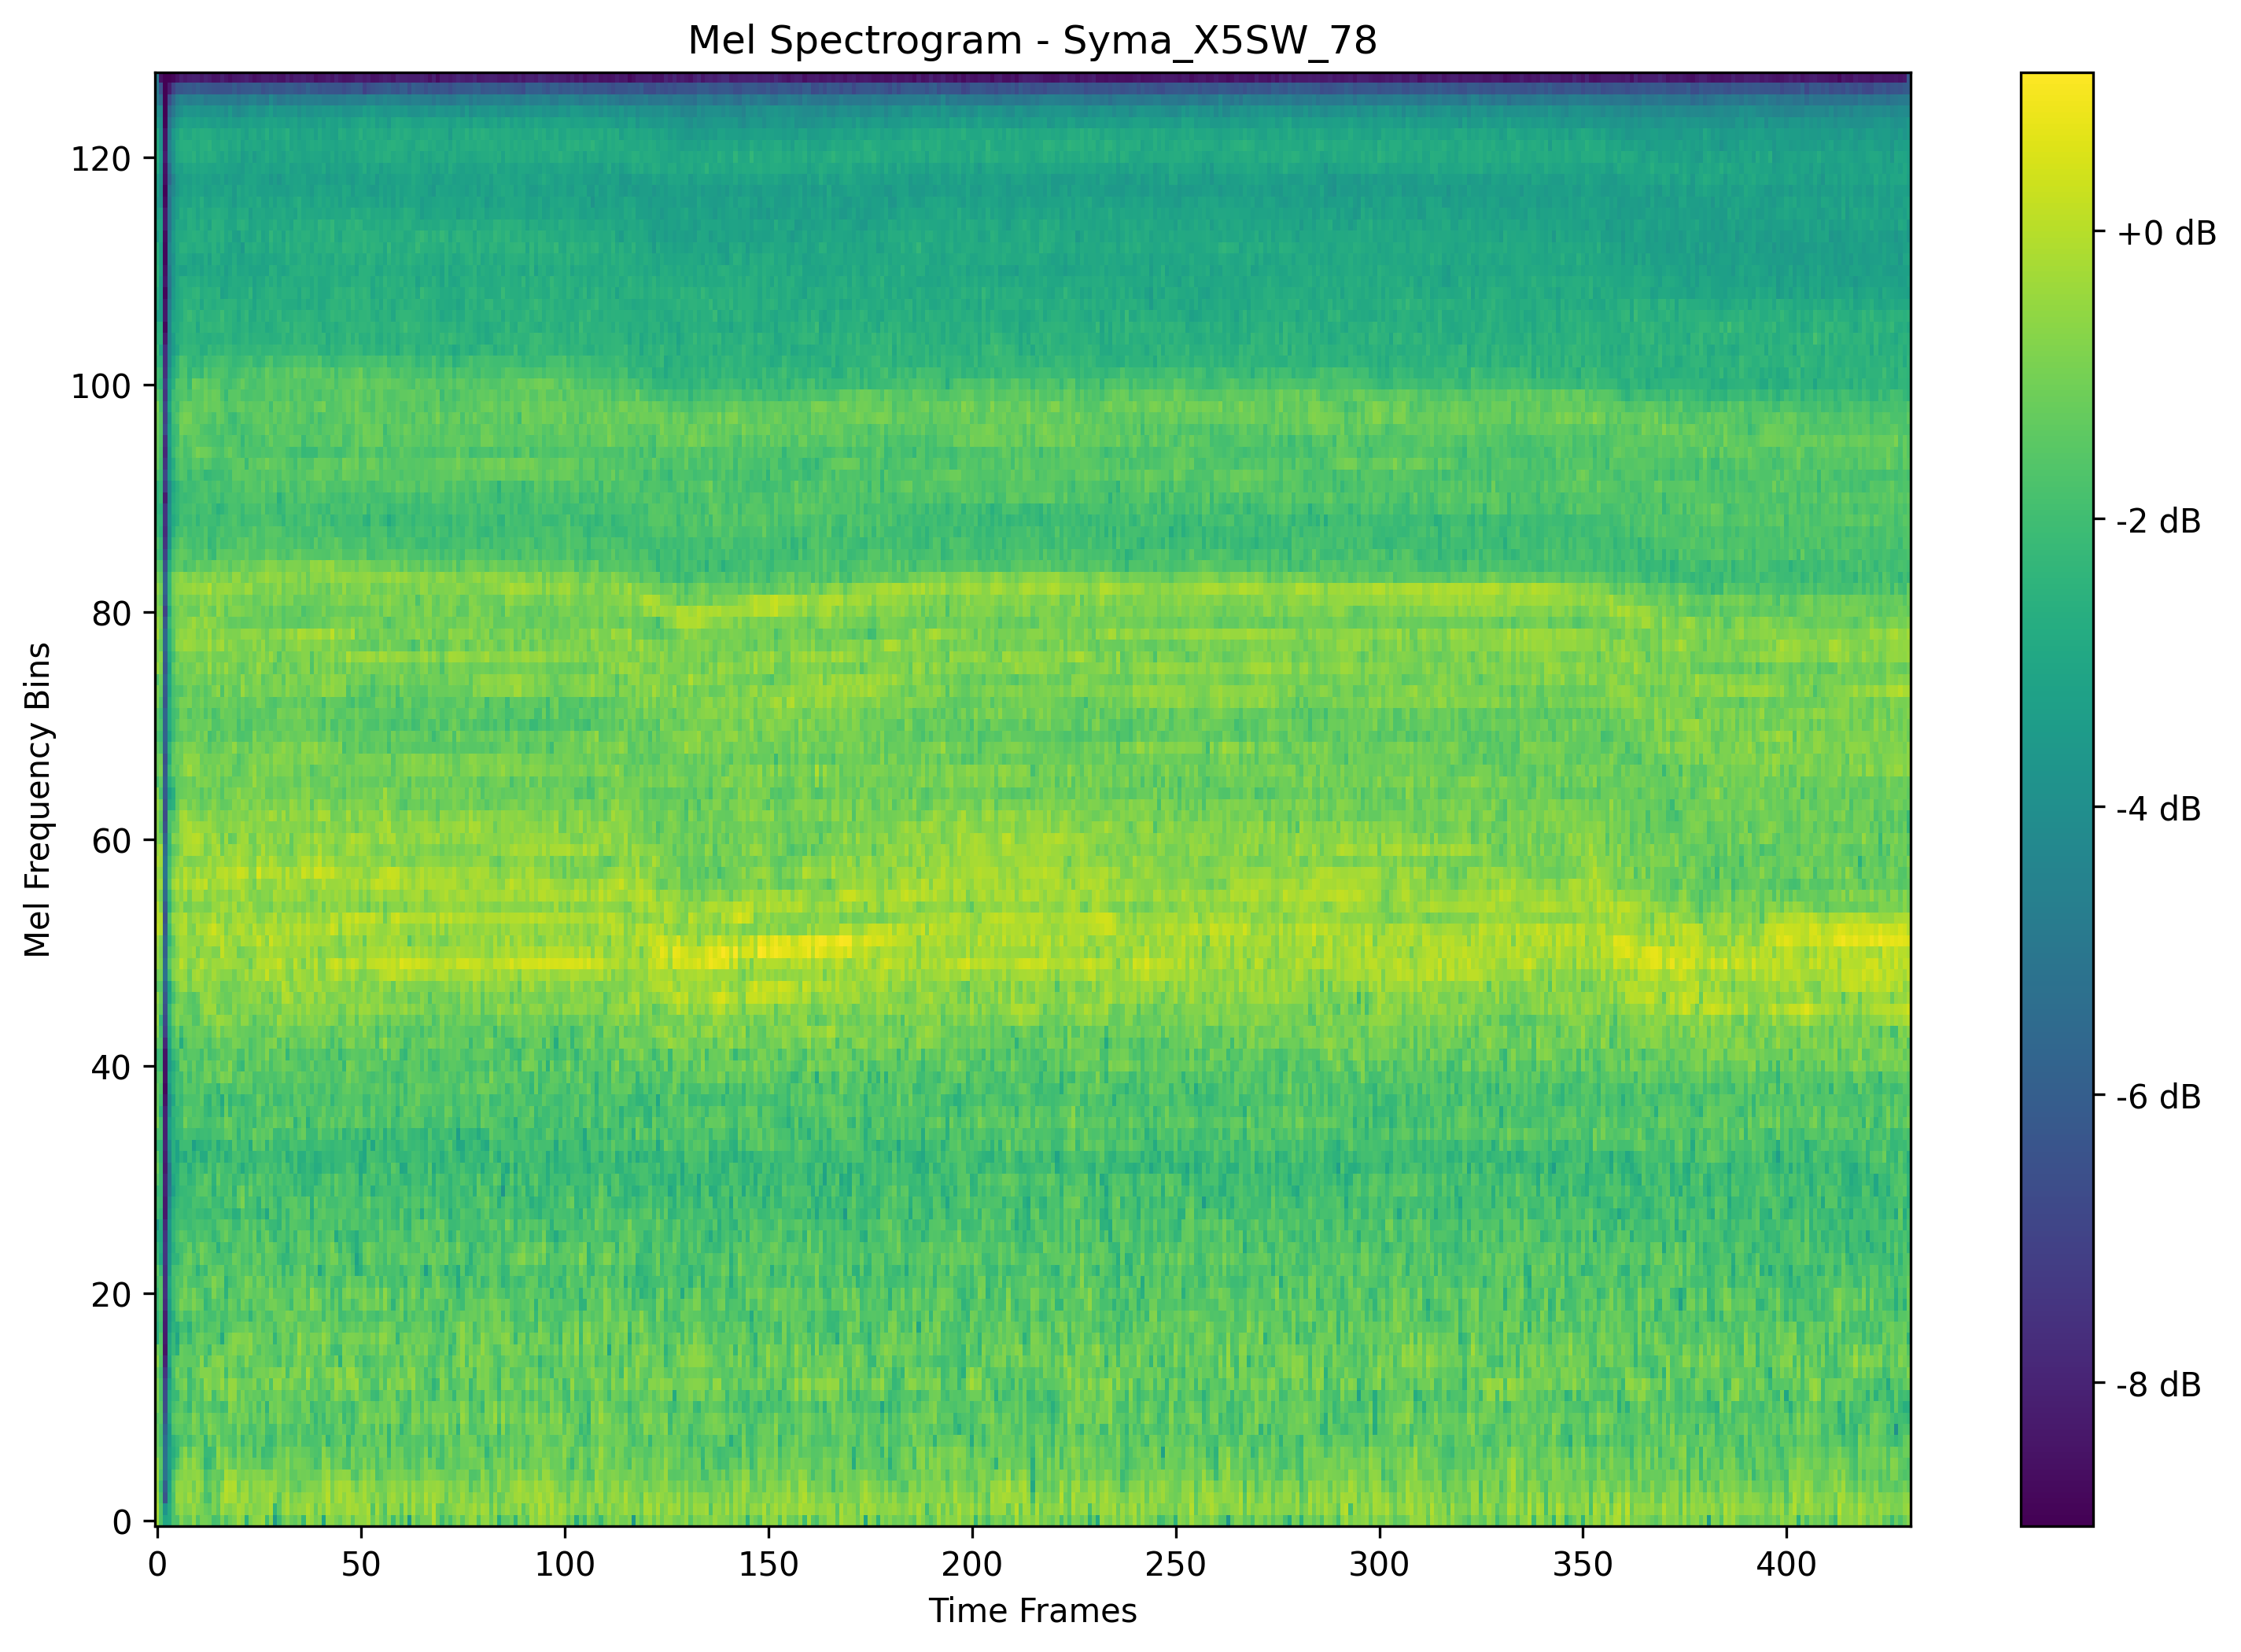 Mel Spectrogram - Syma_X5SW_78
Mel Frequency Bins
120
100
80
60
40
20
0
0 50 100 150 200 250 300 350 400
Time Frames
+0 dB
-2 dB
-4 dB
-6 dB
-8 dB